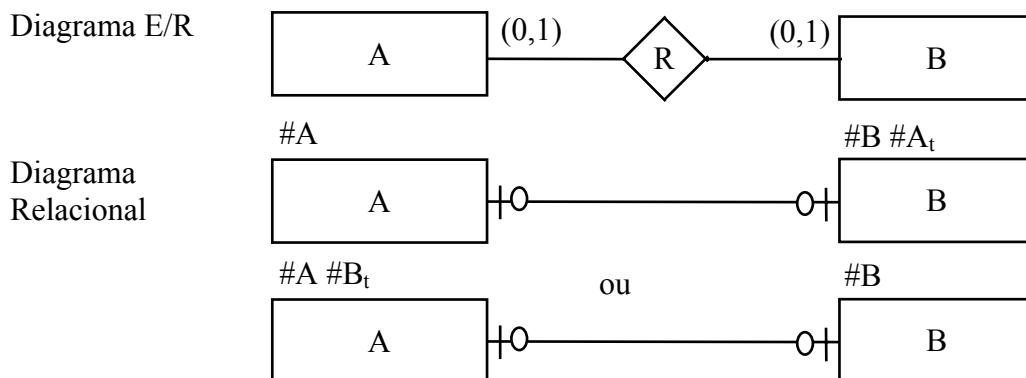 Diagrama E/R
A (0,1) R (0,1) B
#A #B #Aₜ
Diagrama
Relacional
A B
#A #Bₜ ou #B
A B